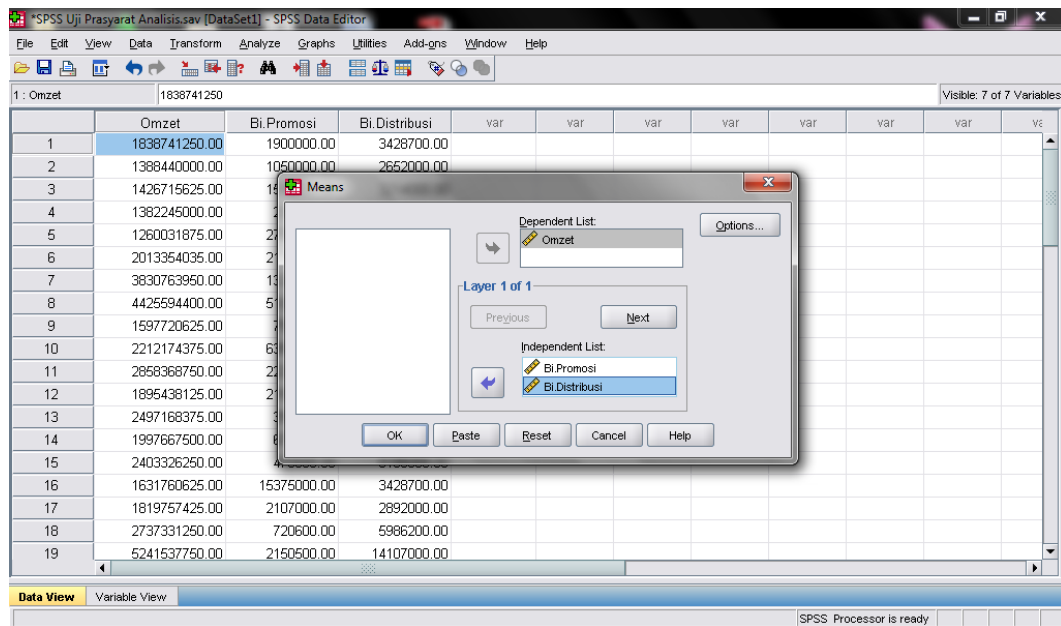 *SPSS Uji Prasyarat Analisis.sav [DataSet1] - SPSS Data Editor
File Edit View Data Transform Analyze Graphs Utilities Add-ons Window Help
1 : Omzet 1838741250 Visible: 7 of 7 Variables
Omzet Bi.Promosi Bi.Distribusi var var var var var var var
1 1838741250.00 1900000.00 3428700.00
2 1388440000.00 1050000.00 2652000.00
3 1426715625.00
4 1382245000.00
5 1260031875.00
6 2013354035.00
7 3830763950.00
8 4425594400.00
9 1597720625.00
10 2212174375.00
11 2858368750.00
12 1895438125.00
13 2497168375.00
14 1997667500.00
15 2403326250.00
16 1631760625.00 15375000.00 3428700.00
17 1819757425.00 2107000.00 2892000.00
18 2737331250.00 720600.00 5986200.00
19 5241537750.00 2150500.00 14107000.00
Means
Dependent List:
Omzet
Options...
Layer 1 of 1
Previous Next
Independent List:
Bi.Promosi
Bi.Distribusi
OK Paste Reset Cancel Help
Data View Variable View
SPSS Processor is ready